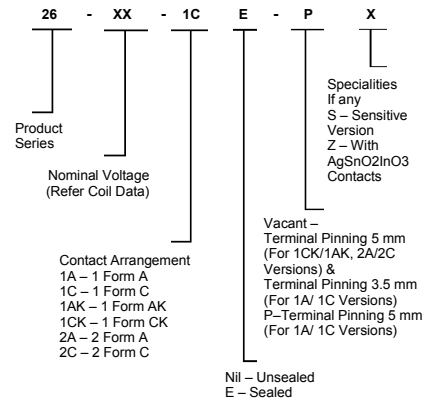 26 - XX - 1C E - P X
Product
Series
Nominal Voltage
(Refer Coil Data)
Contact Arrangement
1A – 1 Form A
1C – 1 Form C
1AK – 1 Form AK
1CK – 1 Form CK
2A – 2 Form A
2C – 2 Form C
Nil – Unsealed
E – Sealed
Vacant –
Terminal Pinning 5 mm
(For 1CK/1AK, 2A/2C
Versions) &
Terminal Pinning 3.5 mm
(For 1A/ 1C Versions)
P–Terminal Pinning 5 mm
(For 1A/ 1C Versions)
Specialities
If any
S – Sensitive
Version
Z – With
AgSnO2InO3
Contacts